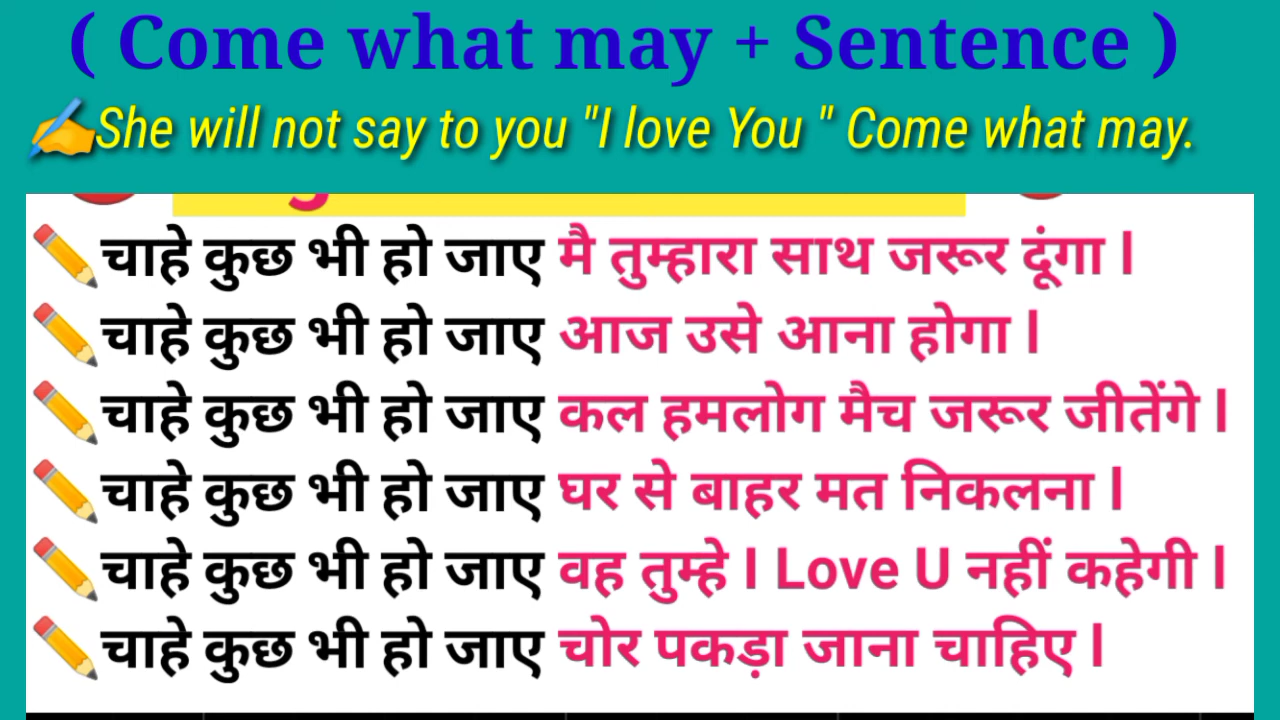 ( Come what may + Sentence )
She will not say to you "I love You " Come what may.
चाहे कुछ भी हो जाए मै तुम्हारा साथ जरूर दूंगा l
चाहे कुछ भी हो जाए आज उसे आना होगा l
चाहे कुछ भी हो जाए कल हमलोग मैच जरूर जीतेंगे l
चाहे कुछ भी हो जाए घर से बाहर मत निकलना l
चाहे कुछ भी हो जाए वह तुम्हे I Love U नहीं कहेगी l
चाहे कुछ भी हो जाए चोर पकड़ा जाना चाहिए l